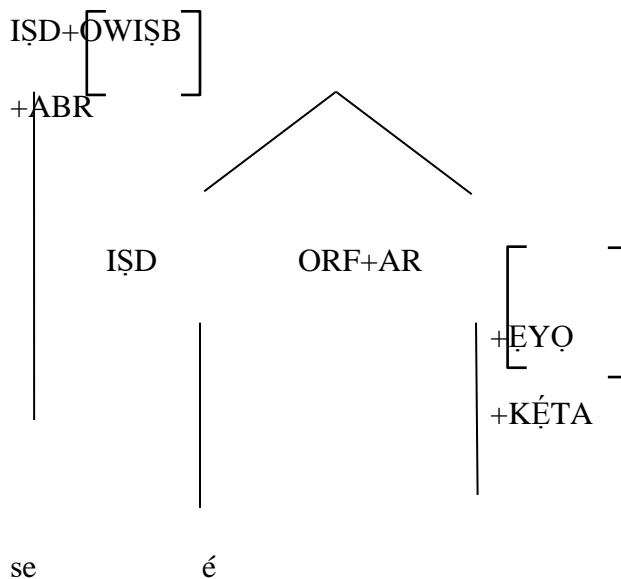 IṢD+OWIṢB
+ABR
IṢD ORF+AR
+ẸYỌ
+KẸ́TA
se é